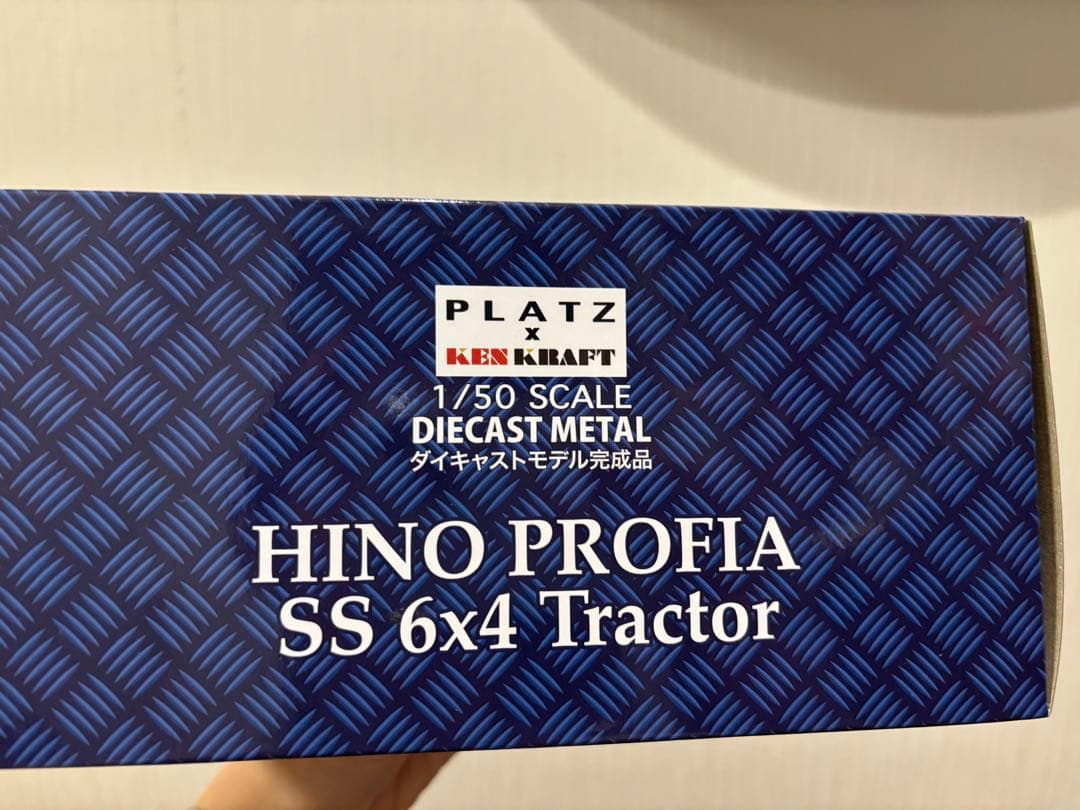 PLATZ
x
KEN KRAFT
1/50 SCALE
DIECAST METAL
ダイキャストモデル完成品
HINO PROFIA
SS 6x4 Tractor